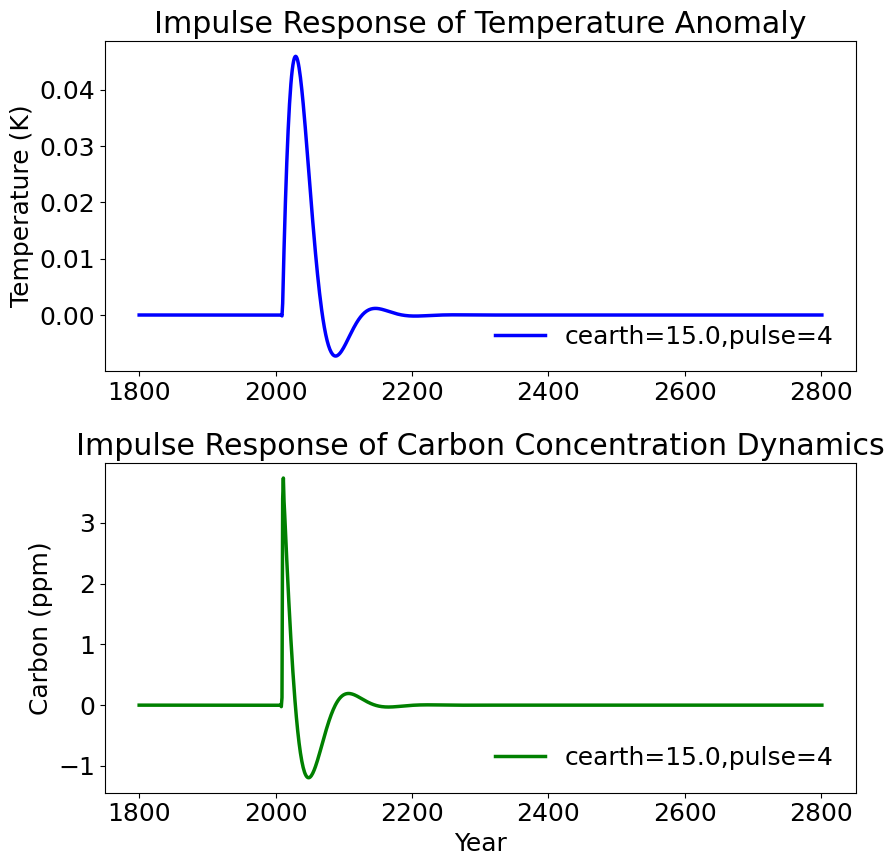 Impulse Response of Temperature Anomaly
Temperature (K)
0.04
0.03
0.02
0.01
0.00
cearth=15.0,pulse=4
1800 2000 2200 2400 2600 2800
Impulse Response of Carbon Concentration Dynamics
Carbon (ppm)
3
2
1
0
−1
cearth=15.0,pulse=4
1800 2000 2200 2400 2600 2800
Year